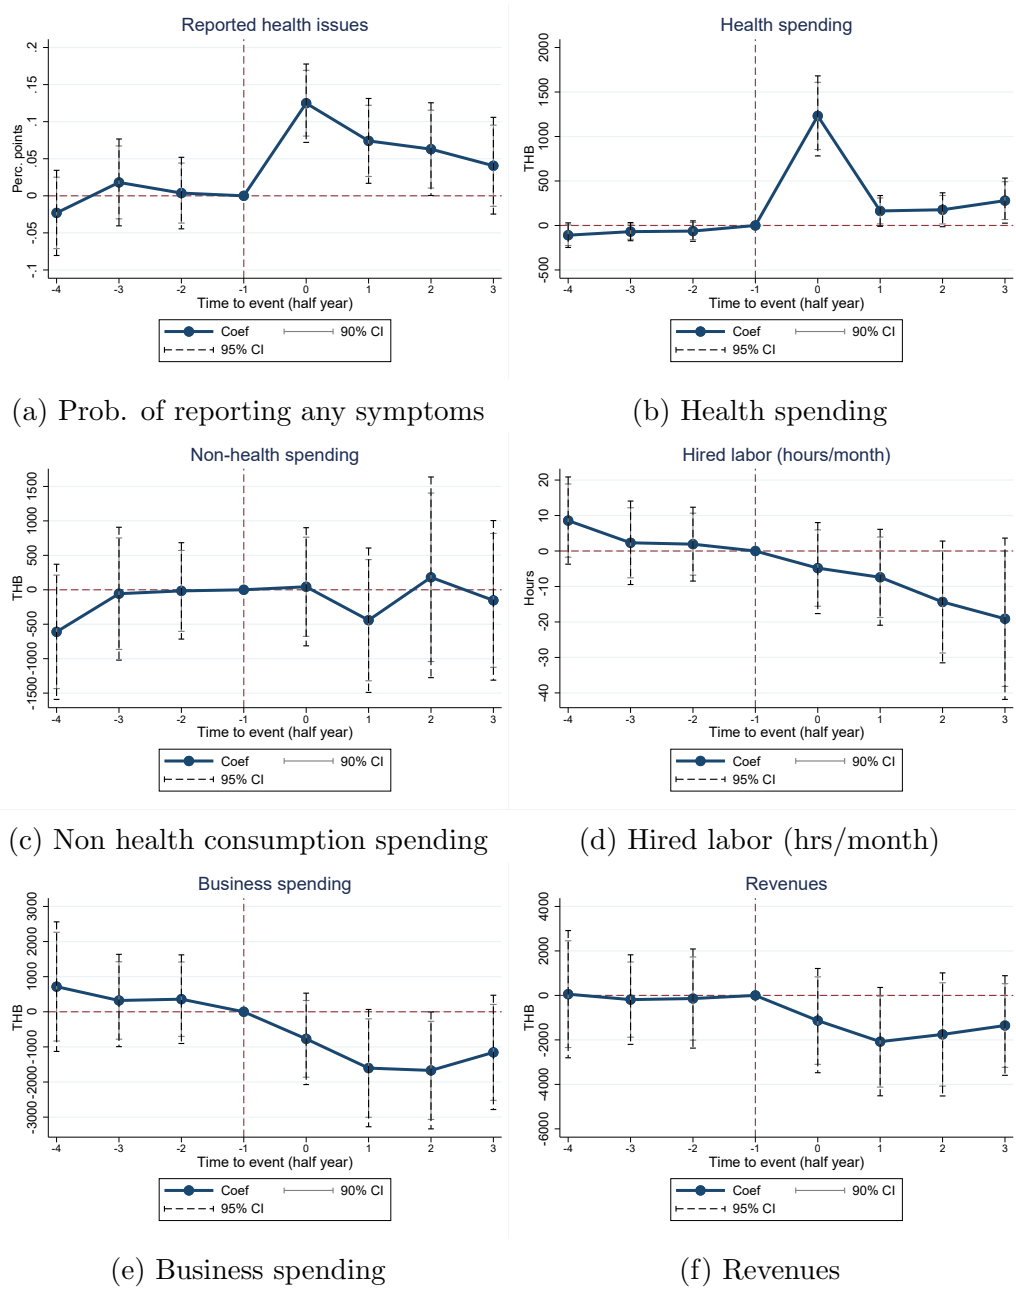 Reported health issues
Perc. points
.2
.15
.1
.05
0
-.05
-.1
-4 -3 -2 -1 0 1 2 3
Time to event (half year)
Coef 90% CI
95% CI
(a) Prob. of reporting any symptoms
Health spending
THB
2000
1500
1000
500
0
-500
-4 -3 -2 -1 0 1 2 3
Time to event (half year)
Coef 90% CI
95% CI
(b) Health spending
Non-health spending
THB
1500
1000
500
0
-500
-1000
-1500
-4 -3 -2 -1 0 1 2 3
Time to event (half year)
Coef 90% CI
95% CI
(c) Non health consumption spending
Hired labor (hours/month)
Hours
20
10
0
-10
-20
-30
-40
-4 -3 -2 -1 0 1 2 3
Time to event (half year)
Coef 90% CI
95% CI
(d) Hired labor (hrs/month)
Business spending
THB
3000
2000
1000
0
-1000
-2000
-3000
-4 -3 -2 -1 0 1 2 3
Time to event (half year)
Coef 90% CI
95% CI
(e) Business spending
Revenues
THB
4000
2000
0
-2000
-4000
-6000
-4 -3 -2 -1 0 1 2 3
Time to event (half year)
Coef 90% CI
95% CI
(f) Revenues